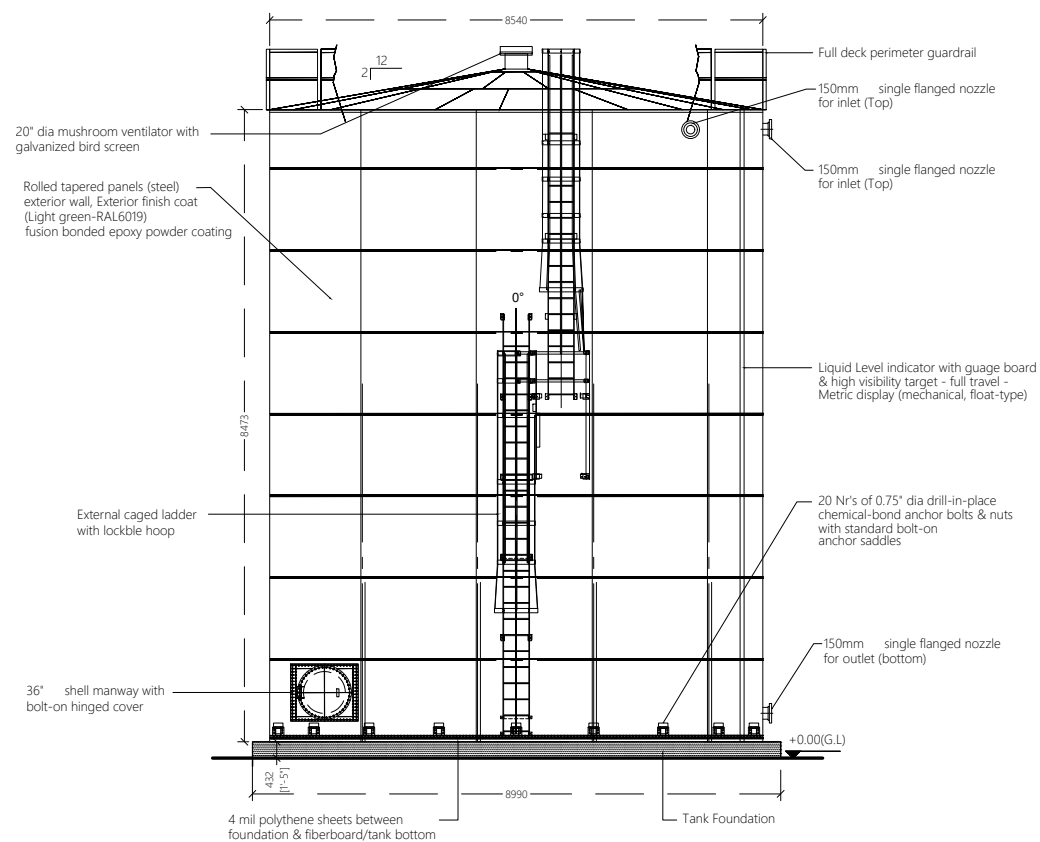 8540
12
2
Full deck perimeter guardrail
150mm single flanged nozzle
for inlet (Top)
20" dia mushroom ventilator with
galvanized bird screen
150mm single flanged nozzle
for inlet (Top)
Rolled tapered panels (steel)
exterior wall, Exterior finish coat
(Light green-RAL6019)
fusion bonded epoxy powder coating
0°
Liquid Level indicator with guage board
& high visibility target - full travel -
Metric display (mechanical, float-type)
8473
External caged ladder
with lockble hoop
20 Nr's of 0.75" dia drill-in-place
chemical-bond anchor bolts & nuts
with standard bolt-on
anchor saddles
150mm single flanged nozzle
for outlet (bottom)
36" shell manway with
bolt-on hinged cover
+0.00(G.L)
432
[1'-5"]
8990
4 mil polythene sheets between
foundation & fiberboard/tank bottom
Tank Foundation